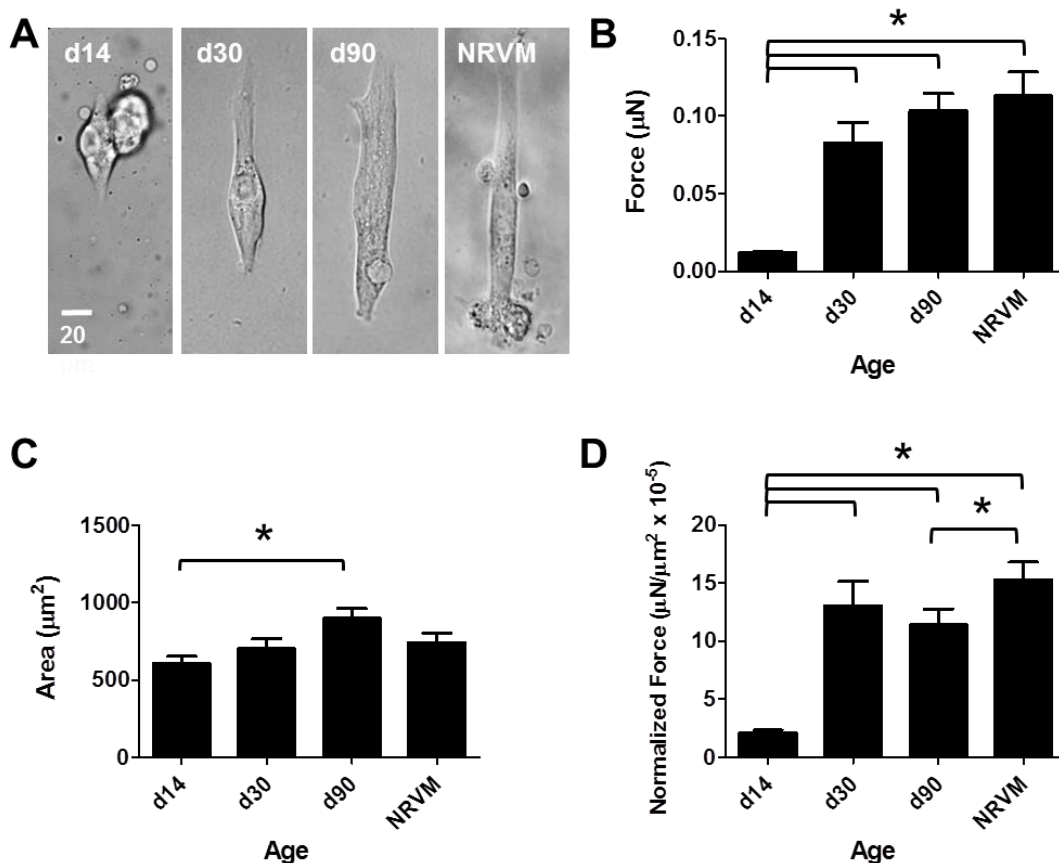 A
d14
d30
d90
NRVM
20
μm
B
*
0.15
0.10
0.05
0.00
Force (μN)
d14
d30
d90
NRVM
Age
C
*
1500
1000
500
0
Area (μm²)
d14
d30
d90
NRVM
Age
D
*
*
20
15
10
5
0
Normalized Force (μN/μm² x 10⁻⁵)
d14
d30
d90
NRVM
Age